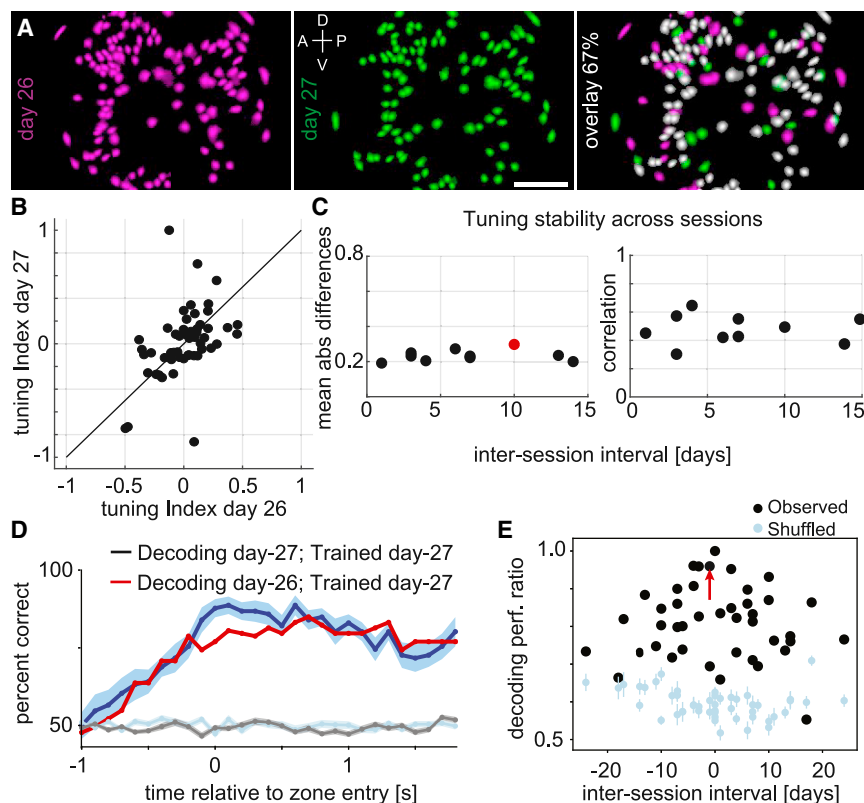 A
day 26
day 27
D
A P
V
overlay 67%
B
tuning Index day 27
1
0
-1
-1 -0.5 0 0.5 1
tuning Index day 26
C
Tuning stability across sessions
mean abs differences
0.8
0.2
0 5 10 15
correlation
1
0
0 5 10 15
inter-session interval [days]
D
Decoding day-27; Trained day-27
Decoding day-26; Trained day-27
percent correct
100
50
-1 0 1
time relative to zone entry [s]
E
Observed
Shuffled
decoding perf. ratio
1.0
0.5
-20 -10 0 10 20
inter-session interval [days]